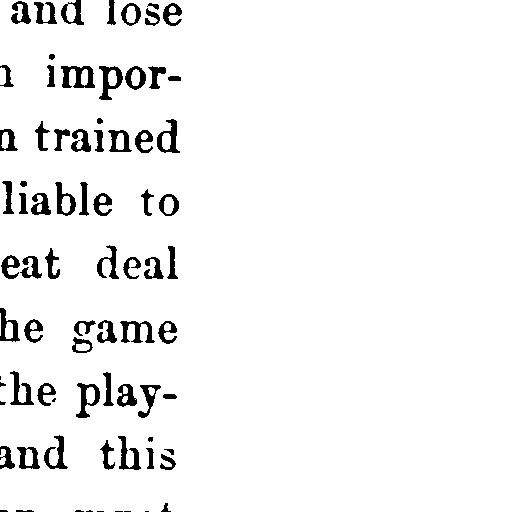 and lose
impor-
trained
liable to
eat deal
he game
the play-
and this